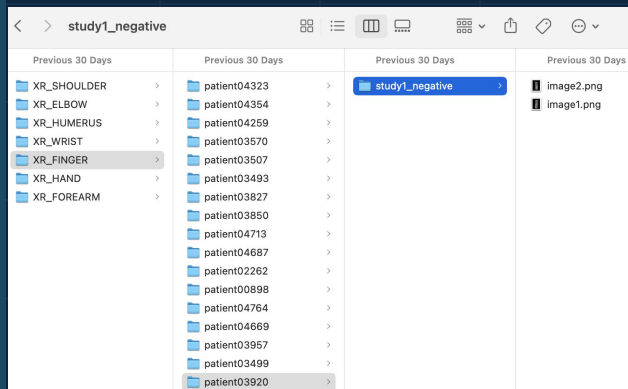 study1_negative
Previous 30 Days
XR_SHOULDER
XR_ELBOW
XR_HUMERUS
XR_WRIST
XR_FINGER
XR_HAND
XR_FOREARM
Previous 30 Days
patient04323
patient04354
patient04259
patient03570
patient03507
patient03493
patient03827
patient03850
patient04713
patient04687
patient02262
patient00898
patient04764
patient04669
patient03957
patient03499
patient03920
Previous 30 Days
study1_negative
Previous 30 Days
image2.png
image1.png